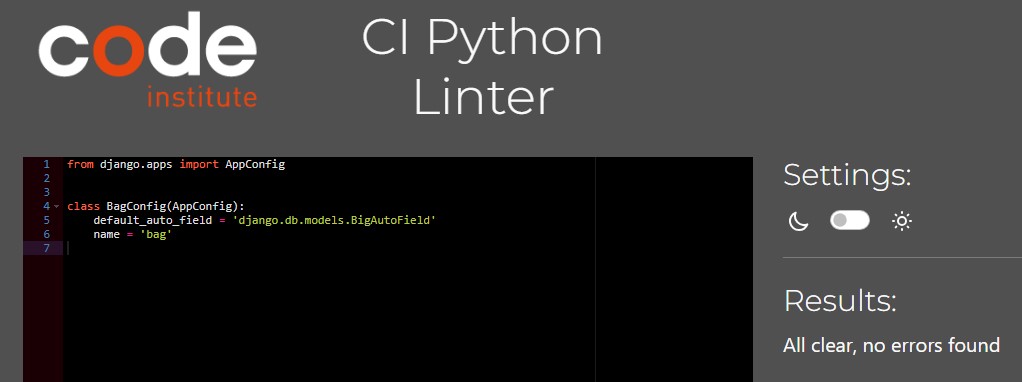 code
institute
CI Python
Linter
1 from django.apps import AppConfig
2
3
4 class BagConfig(AppConfig):
5     default_auto_field = 'django.db.models.BigAutoField'
6     name = 'bag'
7
Settings:
Results:
All clear, no errors found